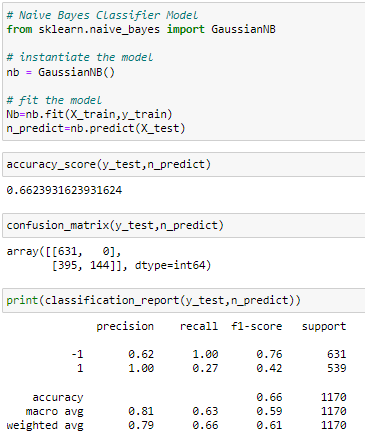 # Naive Bayes Classifier Model
from sklearn.naive_bayes import GaussianNB
# instantiate the model
nb = GaussianNB()
# fit the model
Nb=nb.fit(X_train,y_train)
n_predict=nb.predict(X_test)
accuracy_score(y_test,n_predict)
0.6623931623931624
confusion_matrix(y_test,n_predict)
array([[631,   0],
       [395, 144]], dtype=int64)
print(classification_report(y_test,n_predict))
              precision    recall  f1-score   support
          -1       0.62      1.00      0.76       631
           1       1.00      0.27      0.42       539
    accuracy                           0.66      1170
   macro avg       0.81      0.63      0.59      1170
weighted avg       0.79      0.66      0.61      1170